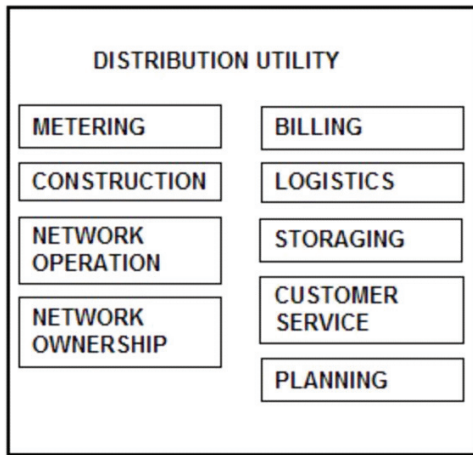 DISTRIBUTION UTILITY
METERING
CONSTRUCTION
NETWORK
OPERATION
NETWORK
OWNERSHIP
BILLING
LOGISTICS
STORAGING
CUSTOMER
SERVICE
PLANNING